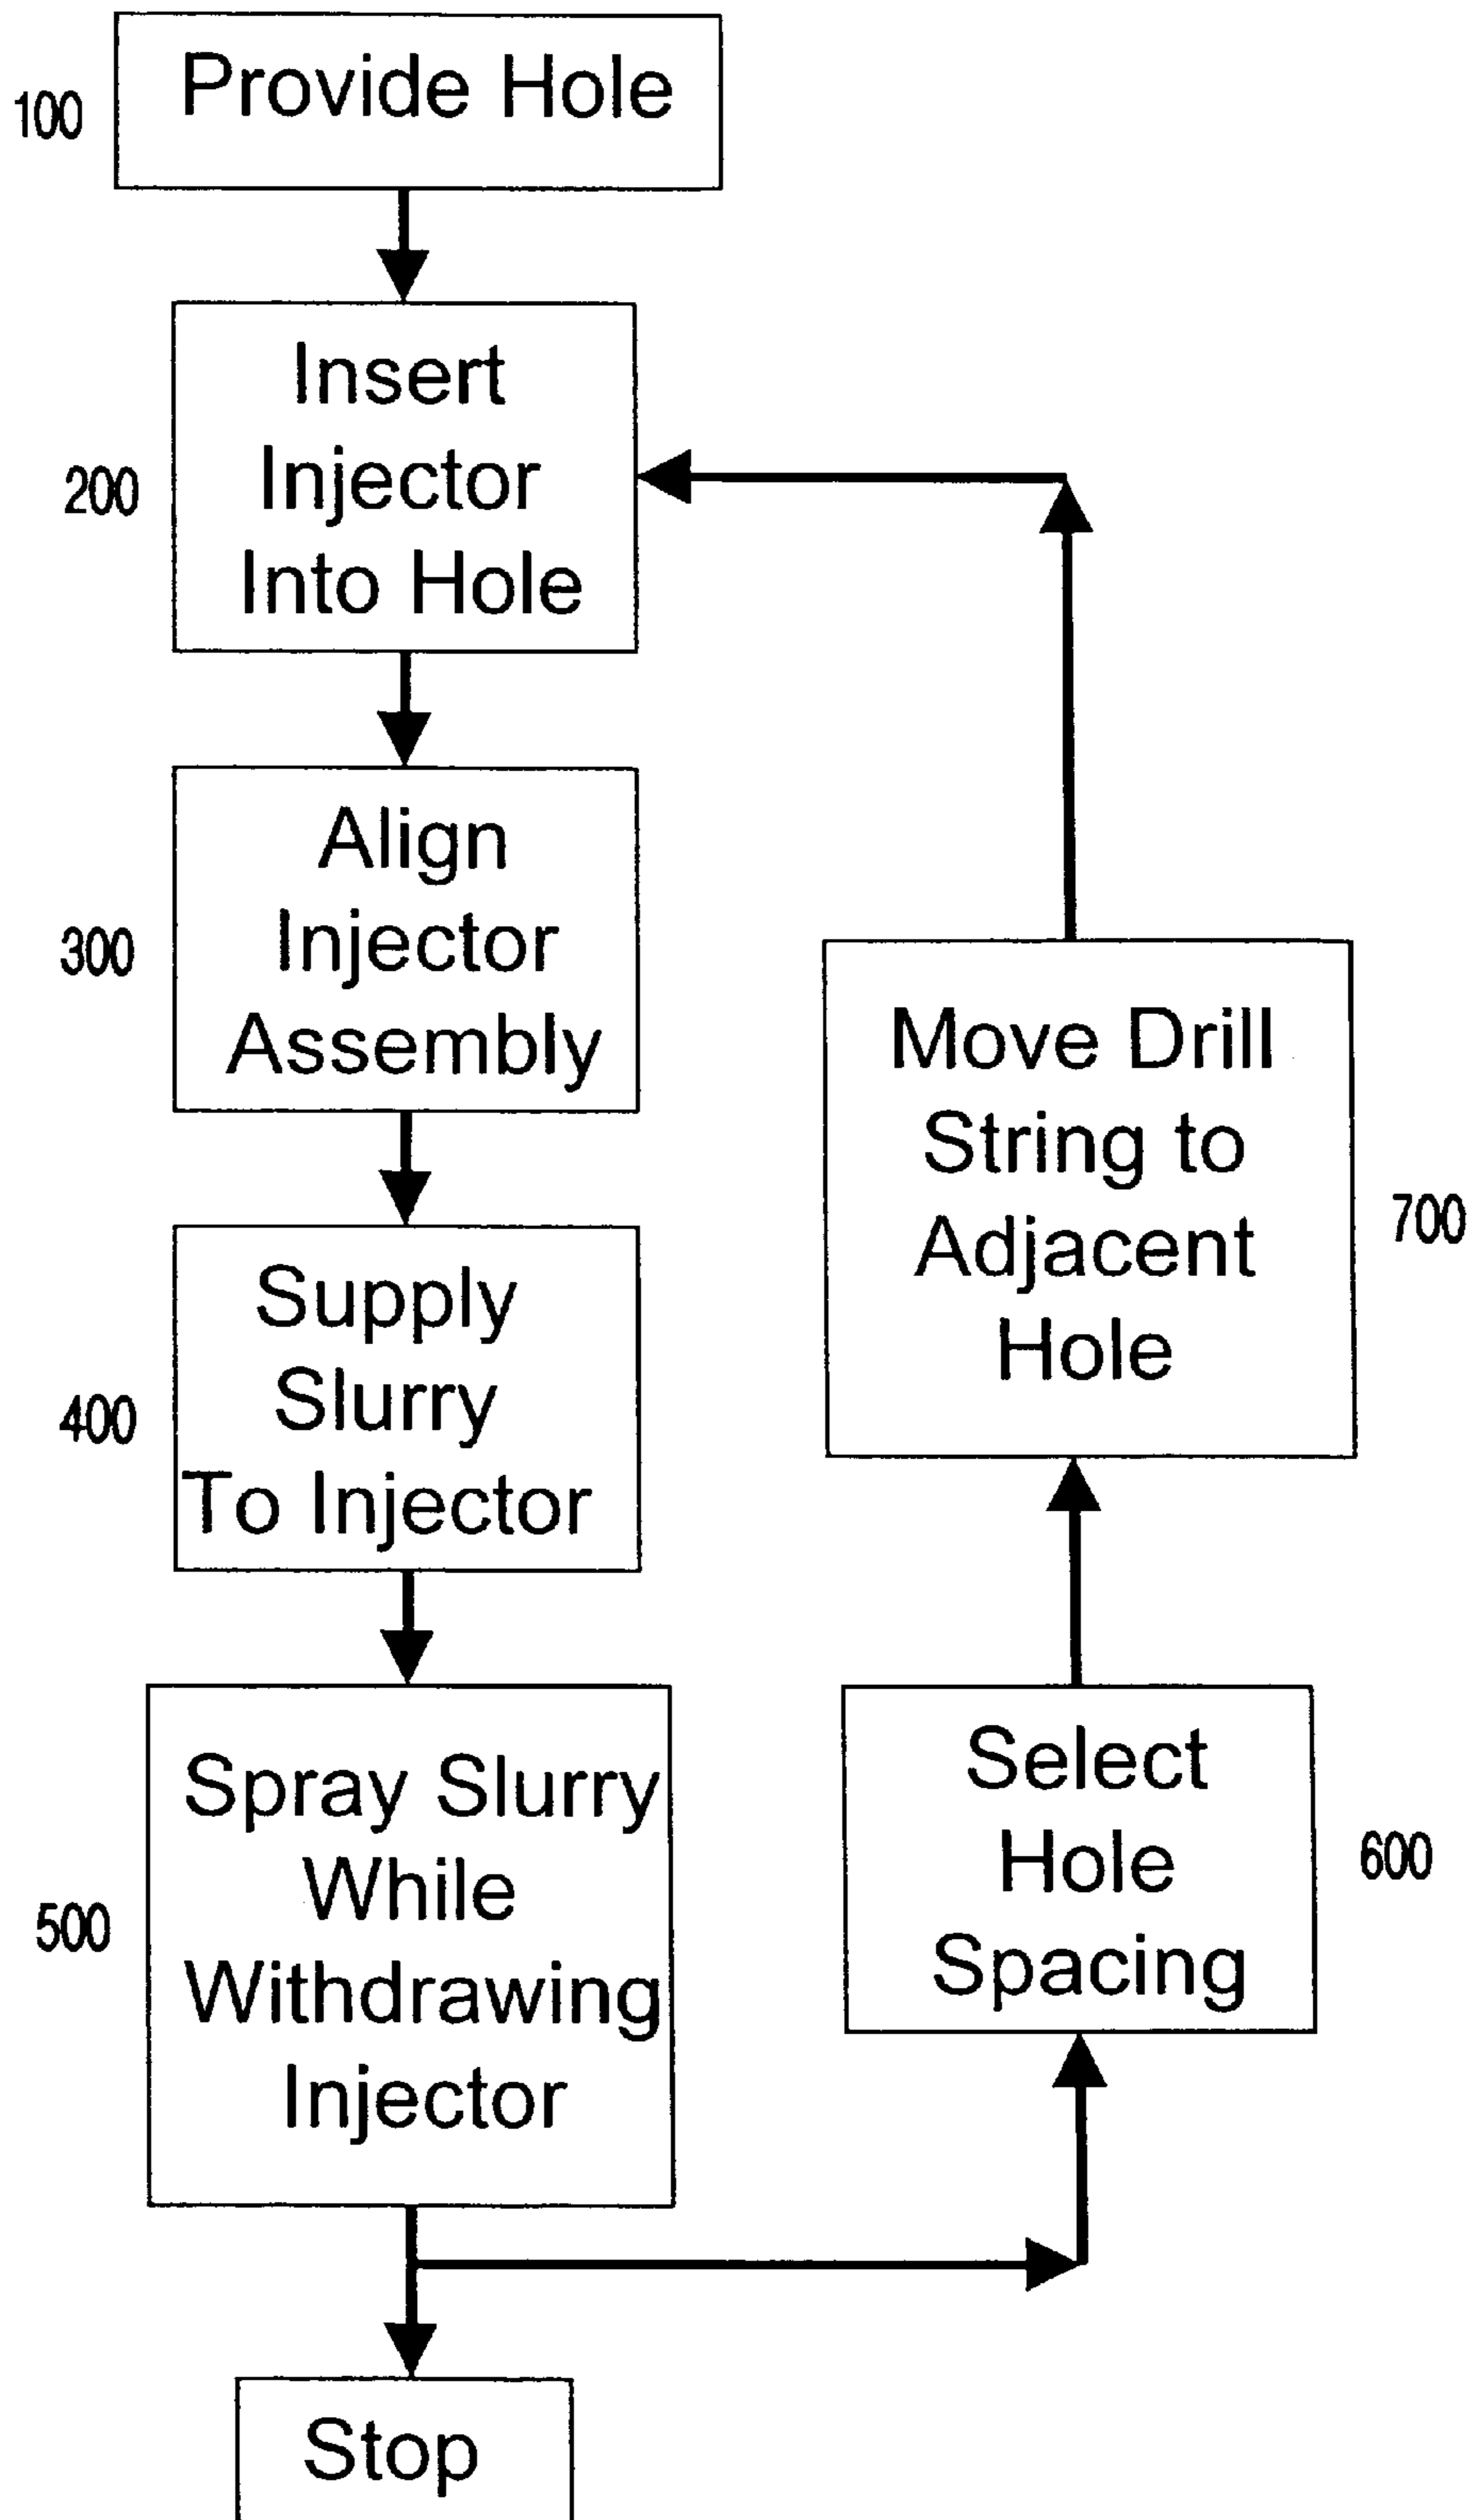 100
Provide Hole
200
Insert
Injector
Into Hole
300
Align
Injector
Assembly
400
Supply
Slurry
To Injector
500
Spray Slurry
While
Withdrawing
Injector
600
Select
Hole
Spacing
700
Move Drill
String to
Adjacent
Hole
Stop